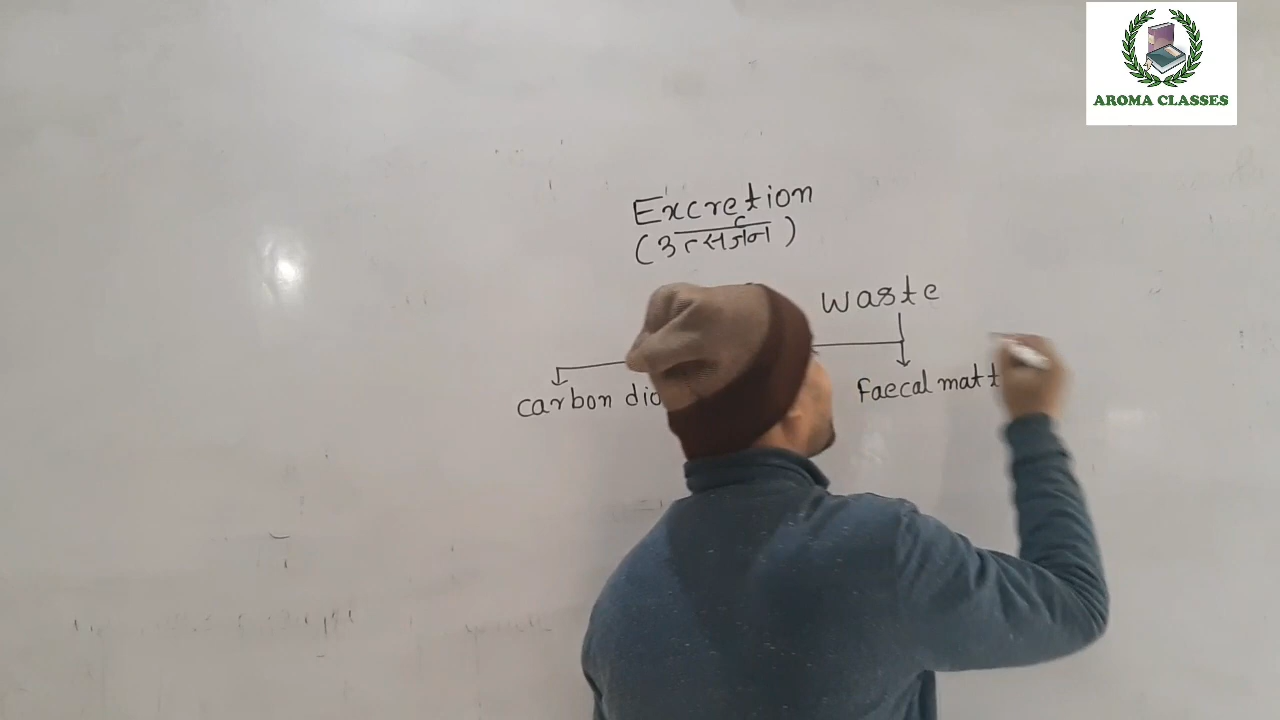 AROMA CLASSES
Excretion
(उत्सर्जन)
waste
carbon dio
Faecal matt